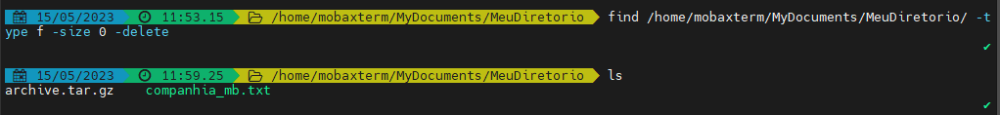 15/05/2023 11:53.15 /home/mobaxterm/MyDocuments/MeuDiretorio find /home/mobaxterm/MyDocuments/MeuDiretorio/ -t
ype f -size 0 -delete
✔
15/05/2023 11:59.25 /home/mobaxterm/MyDocuments/MeuDiretorio ls
archive.tar.gz companhia_mb.txt
✔